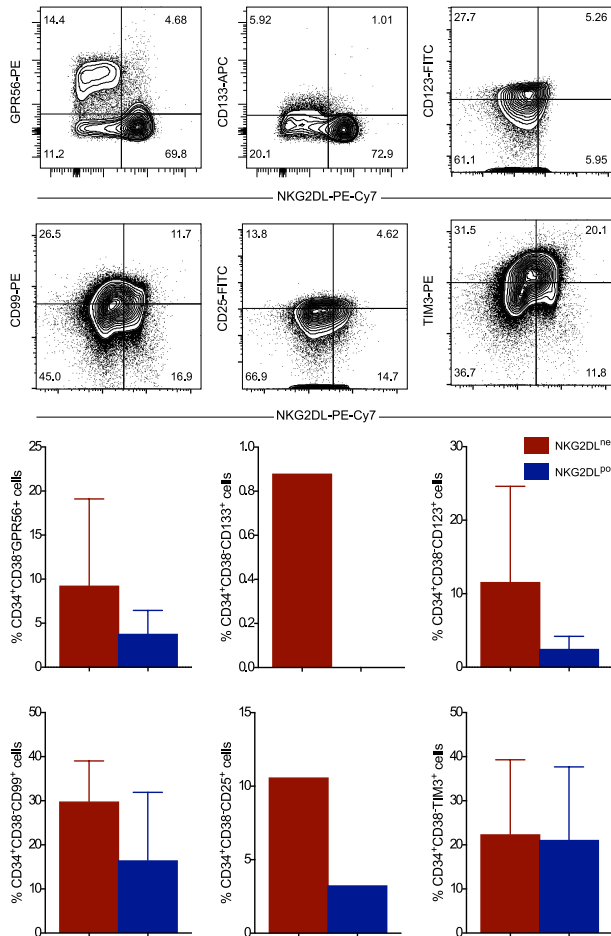 14.4 4.68
GPR56-PE
11.2 69.8
5.92 1.01
CD133-APC
20.1 72.9
27.7 5.26
CD123-FITC
61.1 5.95
NKG2DL-PE-Cy7
26.5 11.7
CD99-PE
45.0 16.9
13.8 4.62
CD25-FITC
66.9 14.7
31.5 20.1
TIM3-PE
36.7 11.8
NKG2DL-PE-Cy7
% CD34+CD38-GPR56+ cells
25
20
15
10
5
0
% CD34+CD38-CD133+ cells
1.0
0.8
0.6
0.4
0.2
0.0
% CD34+CD38-CD123+ cells
30
20
10
0
NKG2DLne
NKG2DLpo
% CD34+CD38-CD99+ cells
50
40
30
20
10
0
% CD34+CD38-CD25+ cells
15
10
5
0
% CD34+CD38-TIM3+ cells
50
40
30
20
10
0